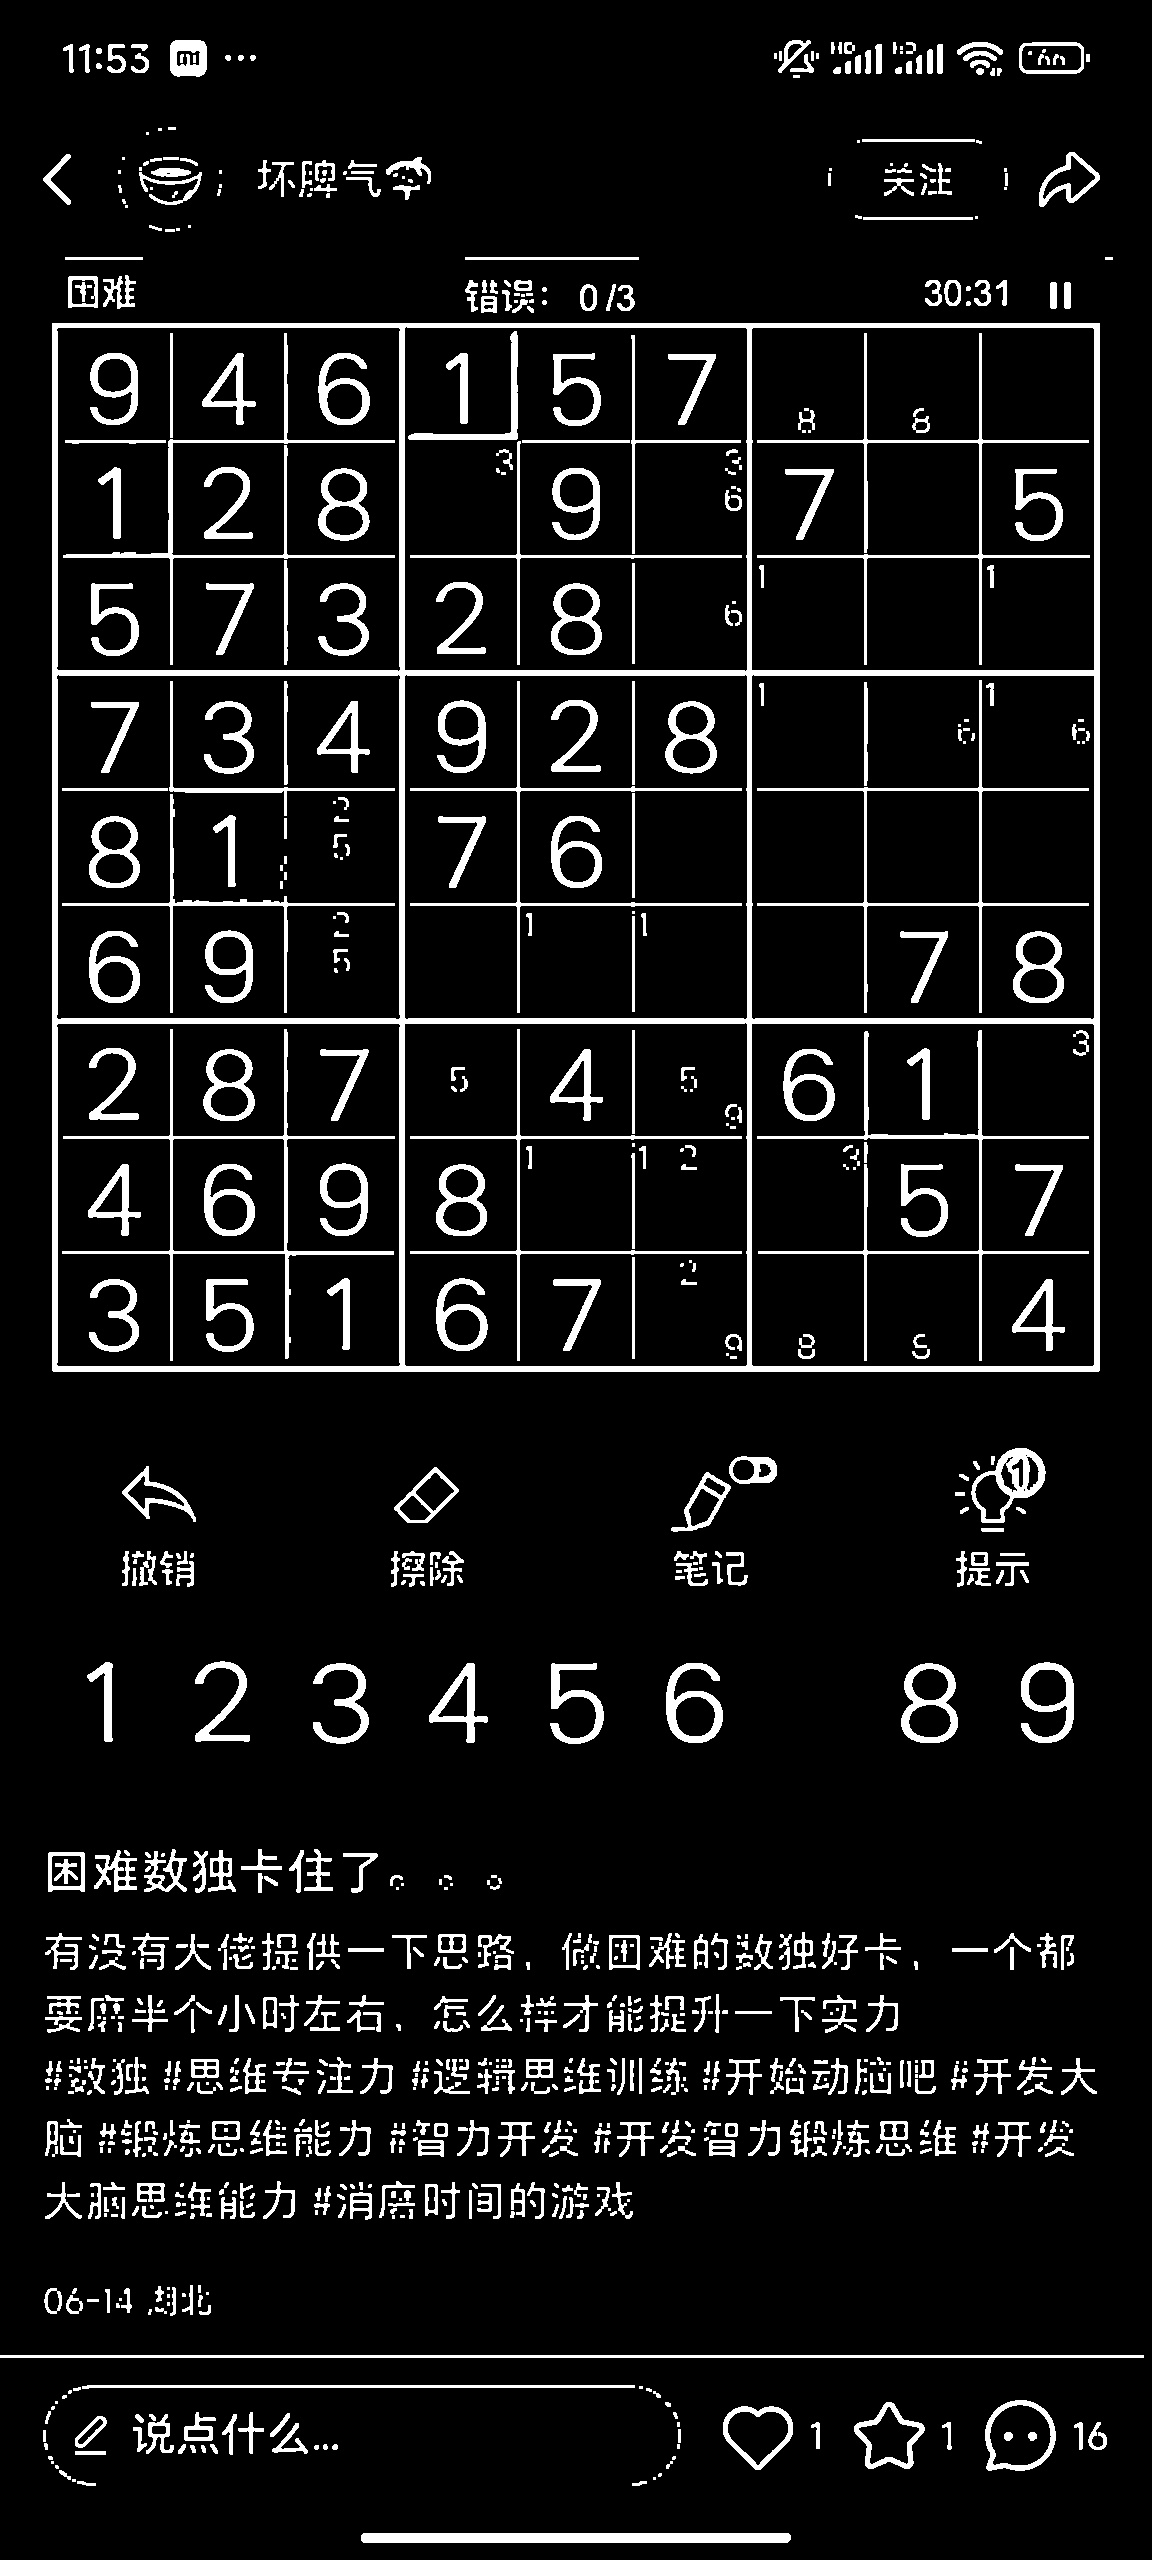 11:53
坏脾气 关注
困难 错误： 0 /3 30:31
9 4 6 1 5 7 8 8
1 2 8 3 9 3 6 7 5
5 7 3 2 8 6 1 1
7 3 4 9 2 8 1 6 1 6
8 1 2 5 7 6
6 9 2 5 1 1 7 8
2 8 7 5 4 5 9 6 1 3
4 6 9 8 1 1 2 3 5 7
3 5 1 6 7 2 9 8 8 4
撤销 擦除 笔记 提示 1
1 2 3 4 5 6 8 9
困难数独卡住了。。。
有没有大佬提供一下思路，做困难的数独好卡，一个都
要磨半个小时左右，怎么样才能提升一下实力
#数独 #思维专注力 #逻辑思维训练 #开始动脑吧 #开发大
脑 #锻炼思维能力 #智力开发 #开发智力锻炼思维 #开发
大脑思维能力 #消磨时间的游戏
06-14 湖北
说点什么... 1 1 16